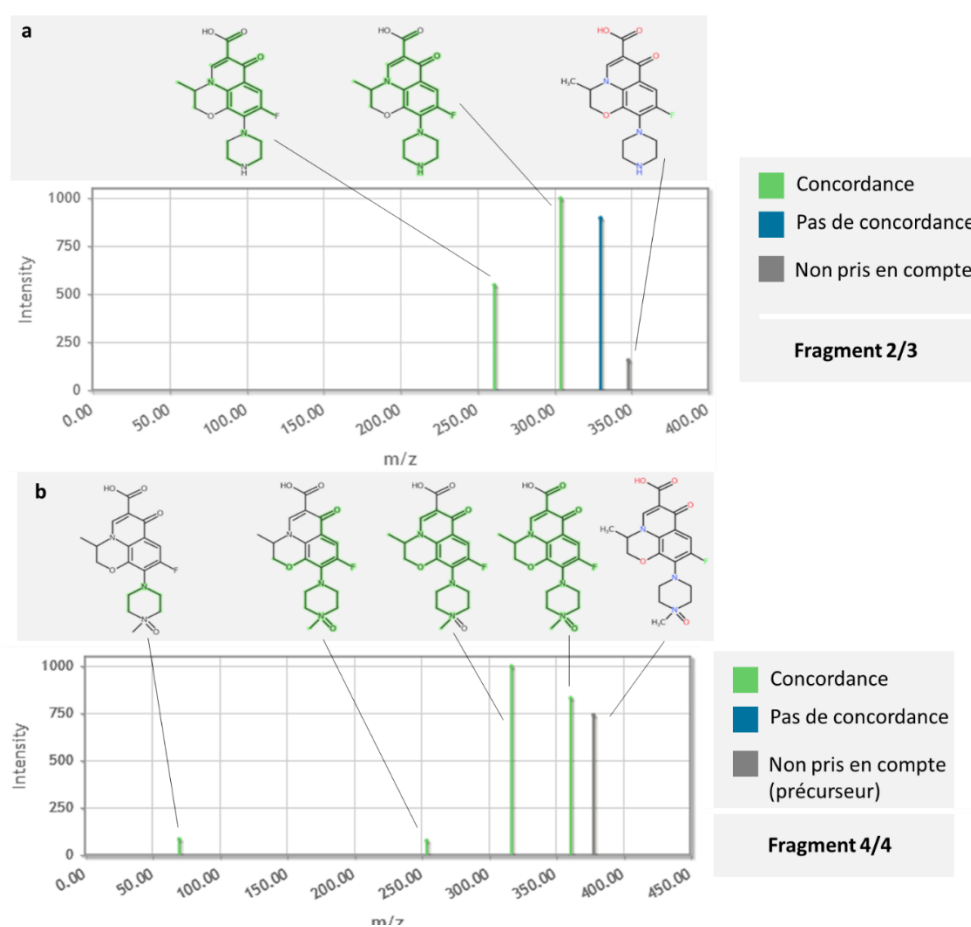 a
HO
O
O
N
O
F
N
N
H
HO
O
O
N
O
F
N
N
H
HO
O
O
H₃C
N
O
F
N
N
H
1000
750
500
250
0
Intensity
0.00
50.00
100.00
150.00
200.00
250.00
300.00
350.00
400.00
m/z
Concordance
Pas de concordance
Non pris en compte
Fragment 2/3
b
HO
O
O
N
O
F
N
N
O
HO
O
O
N
O
F
N
N
O
HO
O
O
N
O
F
N
N
O
HO
O
O
N
O
F
N
N
O
HO
O
O
H₃C
N
O
F
N
N
H₃C
O
1000
750
500
250
0
Intensity
0.00
50.00
100.00
150.00
200.00
250.00
300.00
350.00
400.00
450.00
m/z
Concordance
Pas de concordance
Non pris en compte
(précurseur)
Fragment 4/4